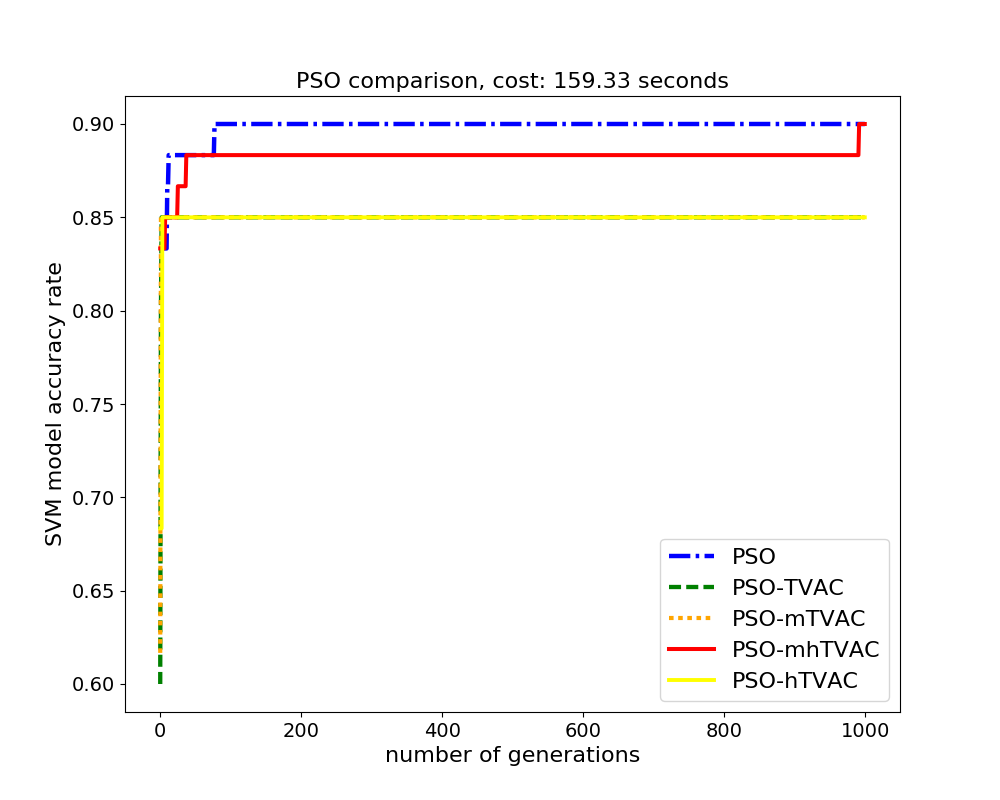 PSO comparison, cost: 159.33 seconds
0.90
0.85
0.80
0.75
0.70
0.65
0.60
SVM model accuracy rate
0 200 400 600 800 1000
number of generations
PSO
PSO-TVAC
PSO-mTVAC
PSO-mhTVAC
PSO-hTVAC